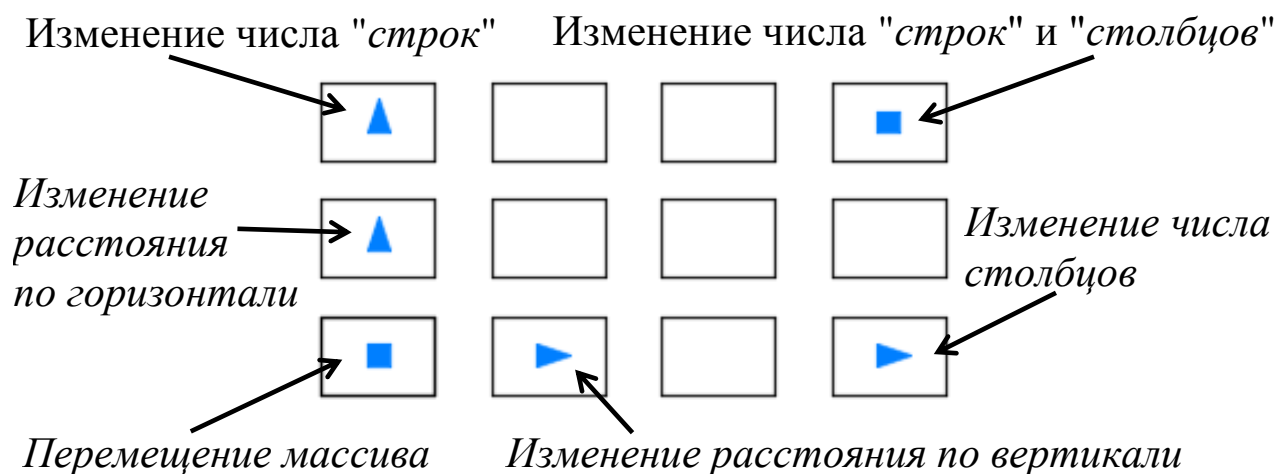 Изменение числа "строк"
Изменение числа "строк" и "столбцов"
Изменение
расстояния
по горизонтали
Изменение числа
столбцов
Перемещение массива
Изменение расстояния по вертикали